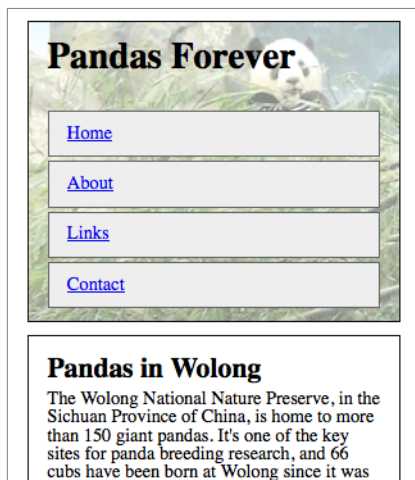 Pandas Forever
Home
About
Links
Contact
Pandas in Wolong
The Wolong National Nature Preserve, in the
Sichuan Province of China, is home to more
than 150 giant pandas. It's one of the key
sites for panda breeding research, and 66
cubs have been born at Wolong since it was